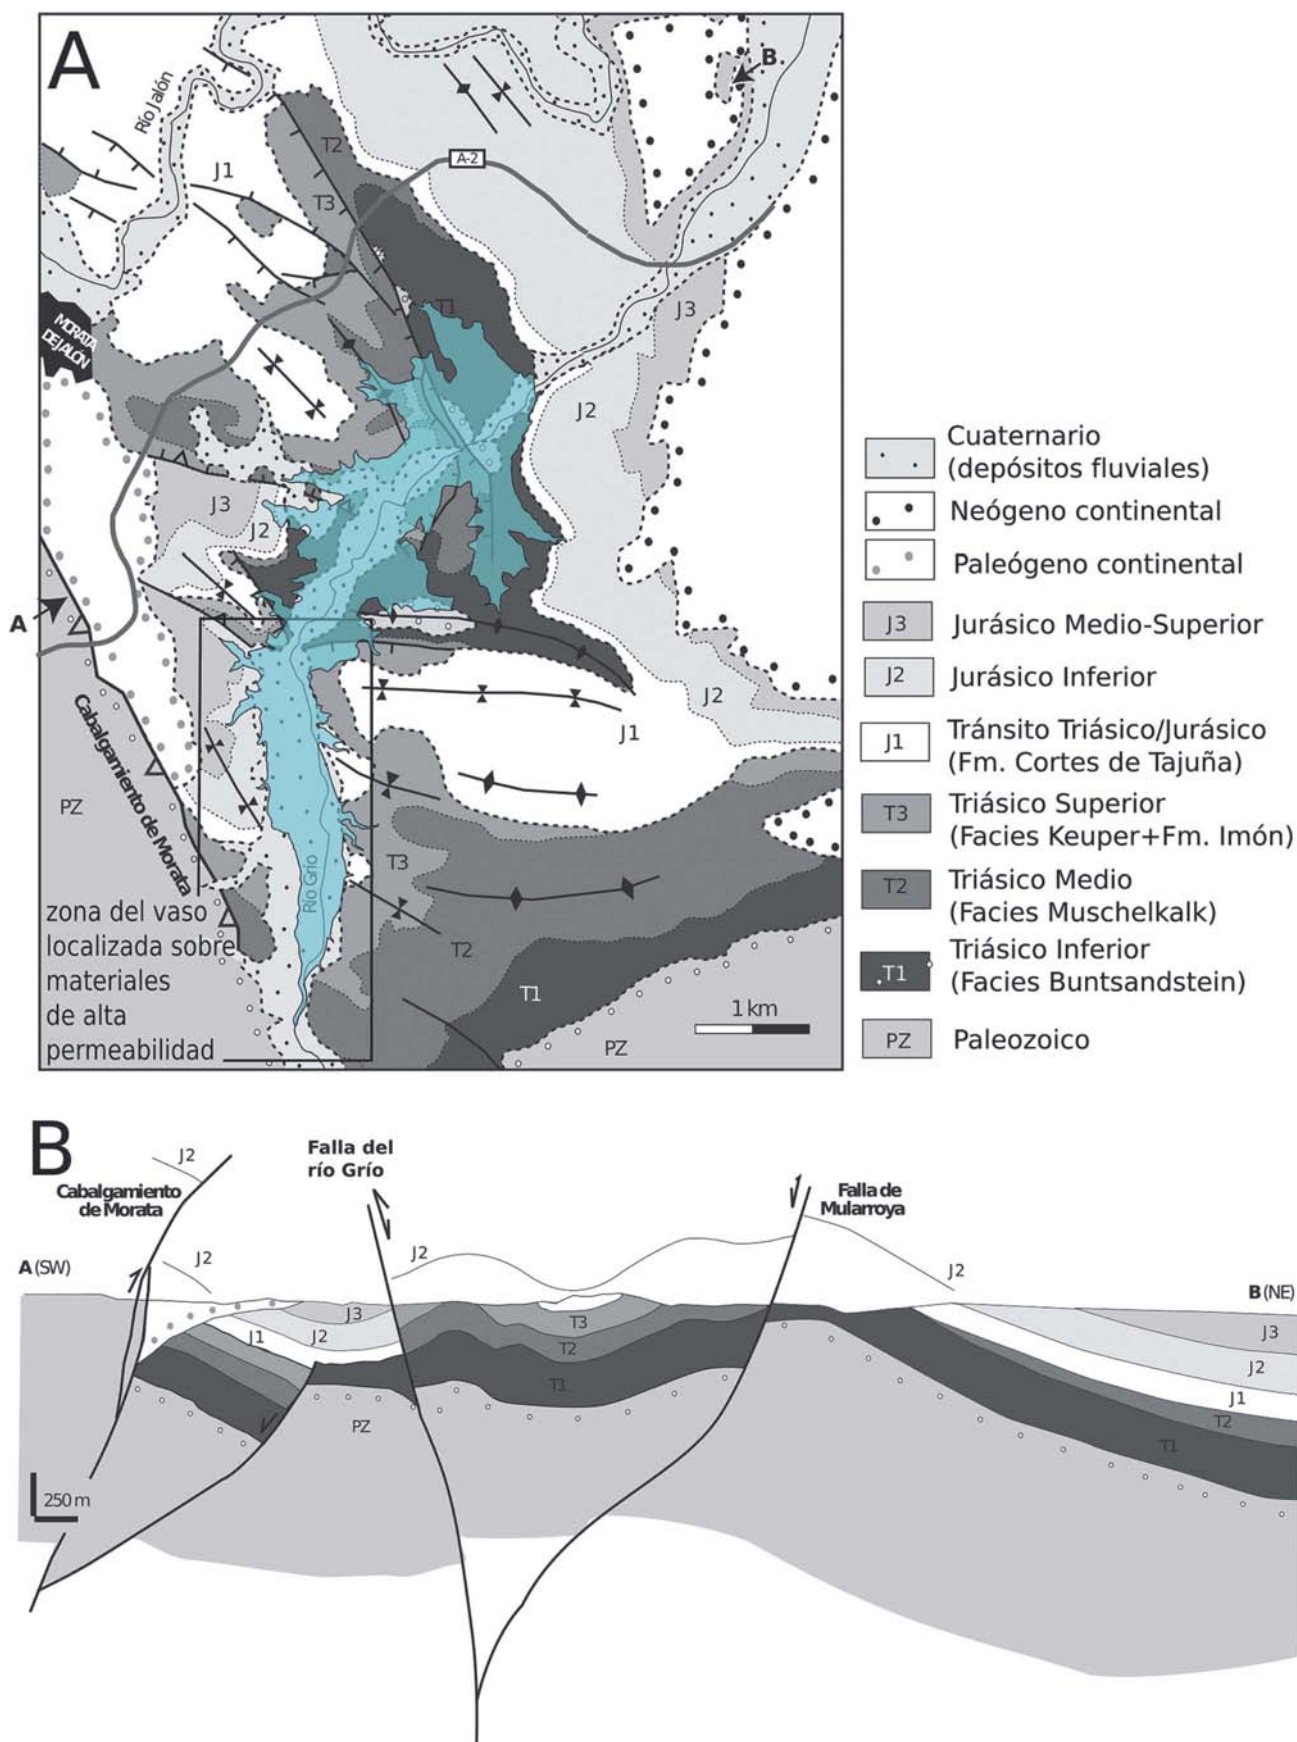 A
B
Río Jalón
T2
A-2
J1
T3
T1
MORATA
DE JALÓN
J3
J2
J3
J2
A
J2
J1
Cabalgamiento de Morata
PZ
Río Grío
T3
T2
T1
zona del vaso
localizada sobre
materiales
de alta
permeabilidad
1 km
PZ
Cuaternario
(depósitos fluviales)
Neógeno continental
Paleógeno continental
J3 Jurásico Medio-Superior
J2 Jurásico Inferior
J1 Tránsito Triásico/Jurásico
(Fm. Cortes de Tajuña)
T3 Triásico Superior
(Facies Keuper+Fm. Imón)
T2 Triásico Medio
(Facies Muschelkalk)
T1 Triásico Inferior
(Facies Buntsandstein)
PZ Paleozoico
B
J2
Cabalgamiento
de Morata
Falla del
río Grío
Falla de
Mularroya
A (SW)
J2
J2
J2
B (NE)
J3
J1
J2
T3
T2
T1
PZ
J3
J2
J1
T2
T1
250 m